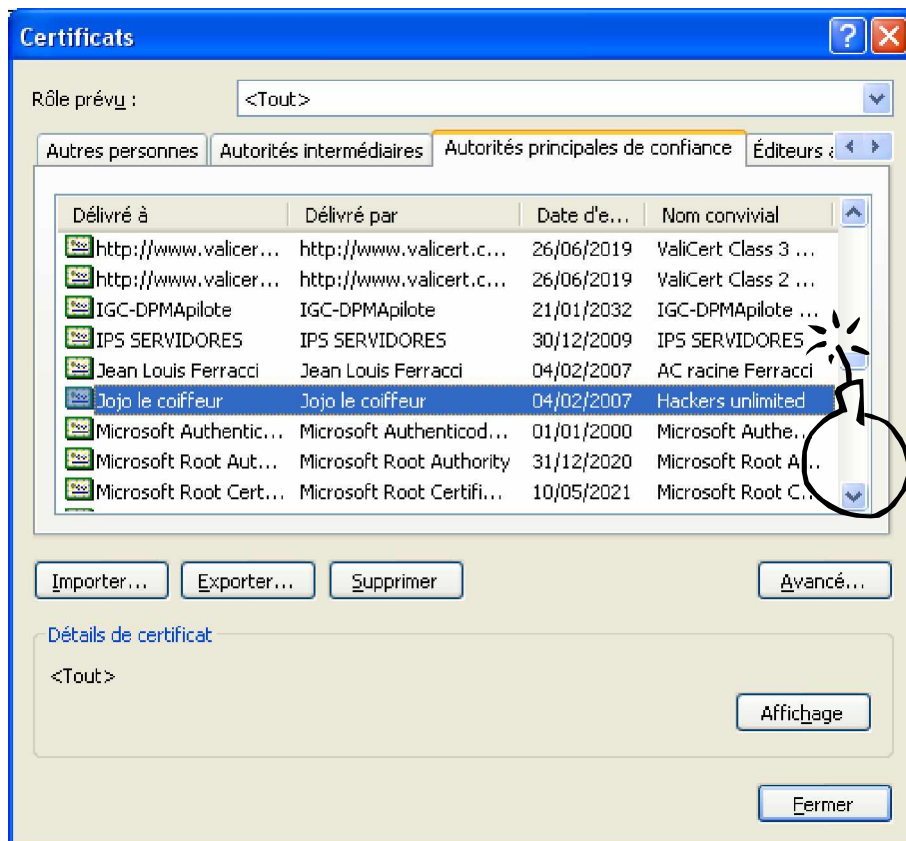 Certificats
Rôle prévu : <Tout>
Autres personnes Autorités intermédiaires Autorités principales de confiance Éditeurs
Délivré à Délivré par Date d'e... Nom convivial
http://www.valicer... http://www.valicert.c... 26/06/2019 ValiCert Class 3 ...
http://www.valicer... http://www.valicert.c... 26/06/2019 ValiCert Class 2 ...
IGC-DPMApilote IGC-DPMApilote 21/01/2032 IGC-DPMApilote ...
IPS SERVIDORES IPS SERVIDORES 30/12/2009 IPS SERVIDORES
Jean Louis Ferracci Jean Louis Ferracci 04/02/2007 AC racine Ferracci
Jojo le coiffeur Jojo le coiffeur 04/02/2007 Hackers unlimited
Microsoft Authentic... Microsoft Authenticod... 01/01/2000 Microsoft Authe...
Microsoft Root Aut... Microsoft Root Authority 31/12/2020 Microsoft Root A...
Microsoft Root Cert... Microsoft Root Certifi... 10/05/2021 Microsoft Root C...
Importer... Exporter... Supprimer Avancé...
Détails de certificat
<Tout>
Affichage
Fermer